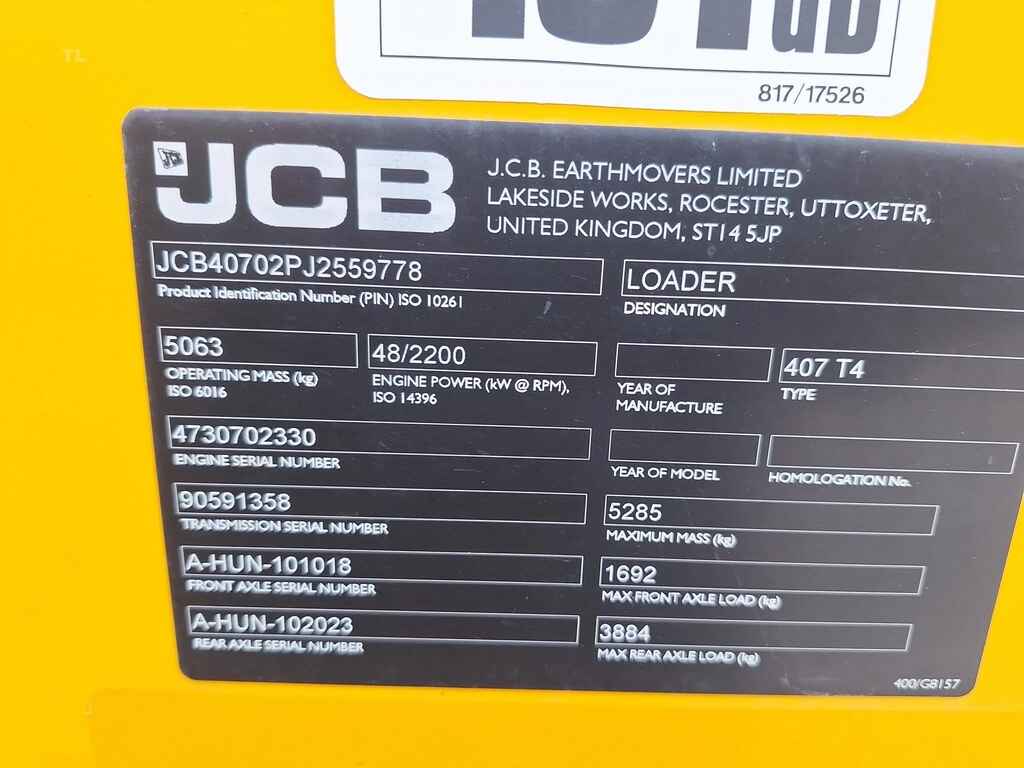 TL
101 dB
817/17526
JCB
JCB
J.C.B. EARTHMOVERS LIMITED
LAKESIDE WORKS, ROCESTER, UTTOXETER,
UNITED KINGDOM, ST14 5JP
JCB40702PJ2559778
Product Identification Number (PIN) ISO 10261
LOADER
DESIGNATION
5063
OPERATING MASS (kg)
ISO 6016
48/2200
ENGINE POWER (kW @ RPM),
ISO 14396
YEAR OF
MANUFACTURE
407 T4
TYPE
4730702330
ENGINE SERIAL NUMBER
YEAR OF MODEL
HOMOLOGATION No.
90591358
TRANSMISSION SERIAL NUMBER
5285
MAXIMUM MASS (kg)
A-HUN-101018
FRONT AXLE SERIAL NUMBER
1692
MAX FRONT AXLE LOAD (kg)
A-HUN-102023
REAR AXLE SERIAL NUMBER
3884
MAX REAR AXLE LOAD (kg)
400/G8157